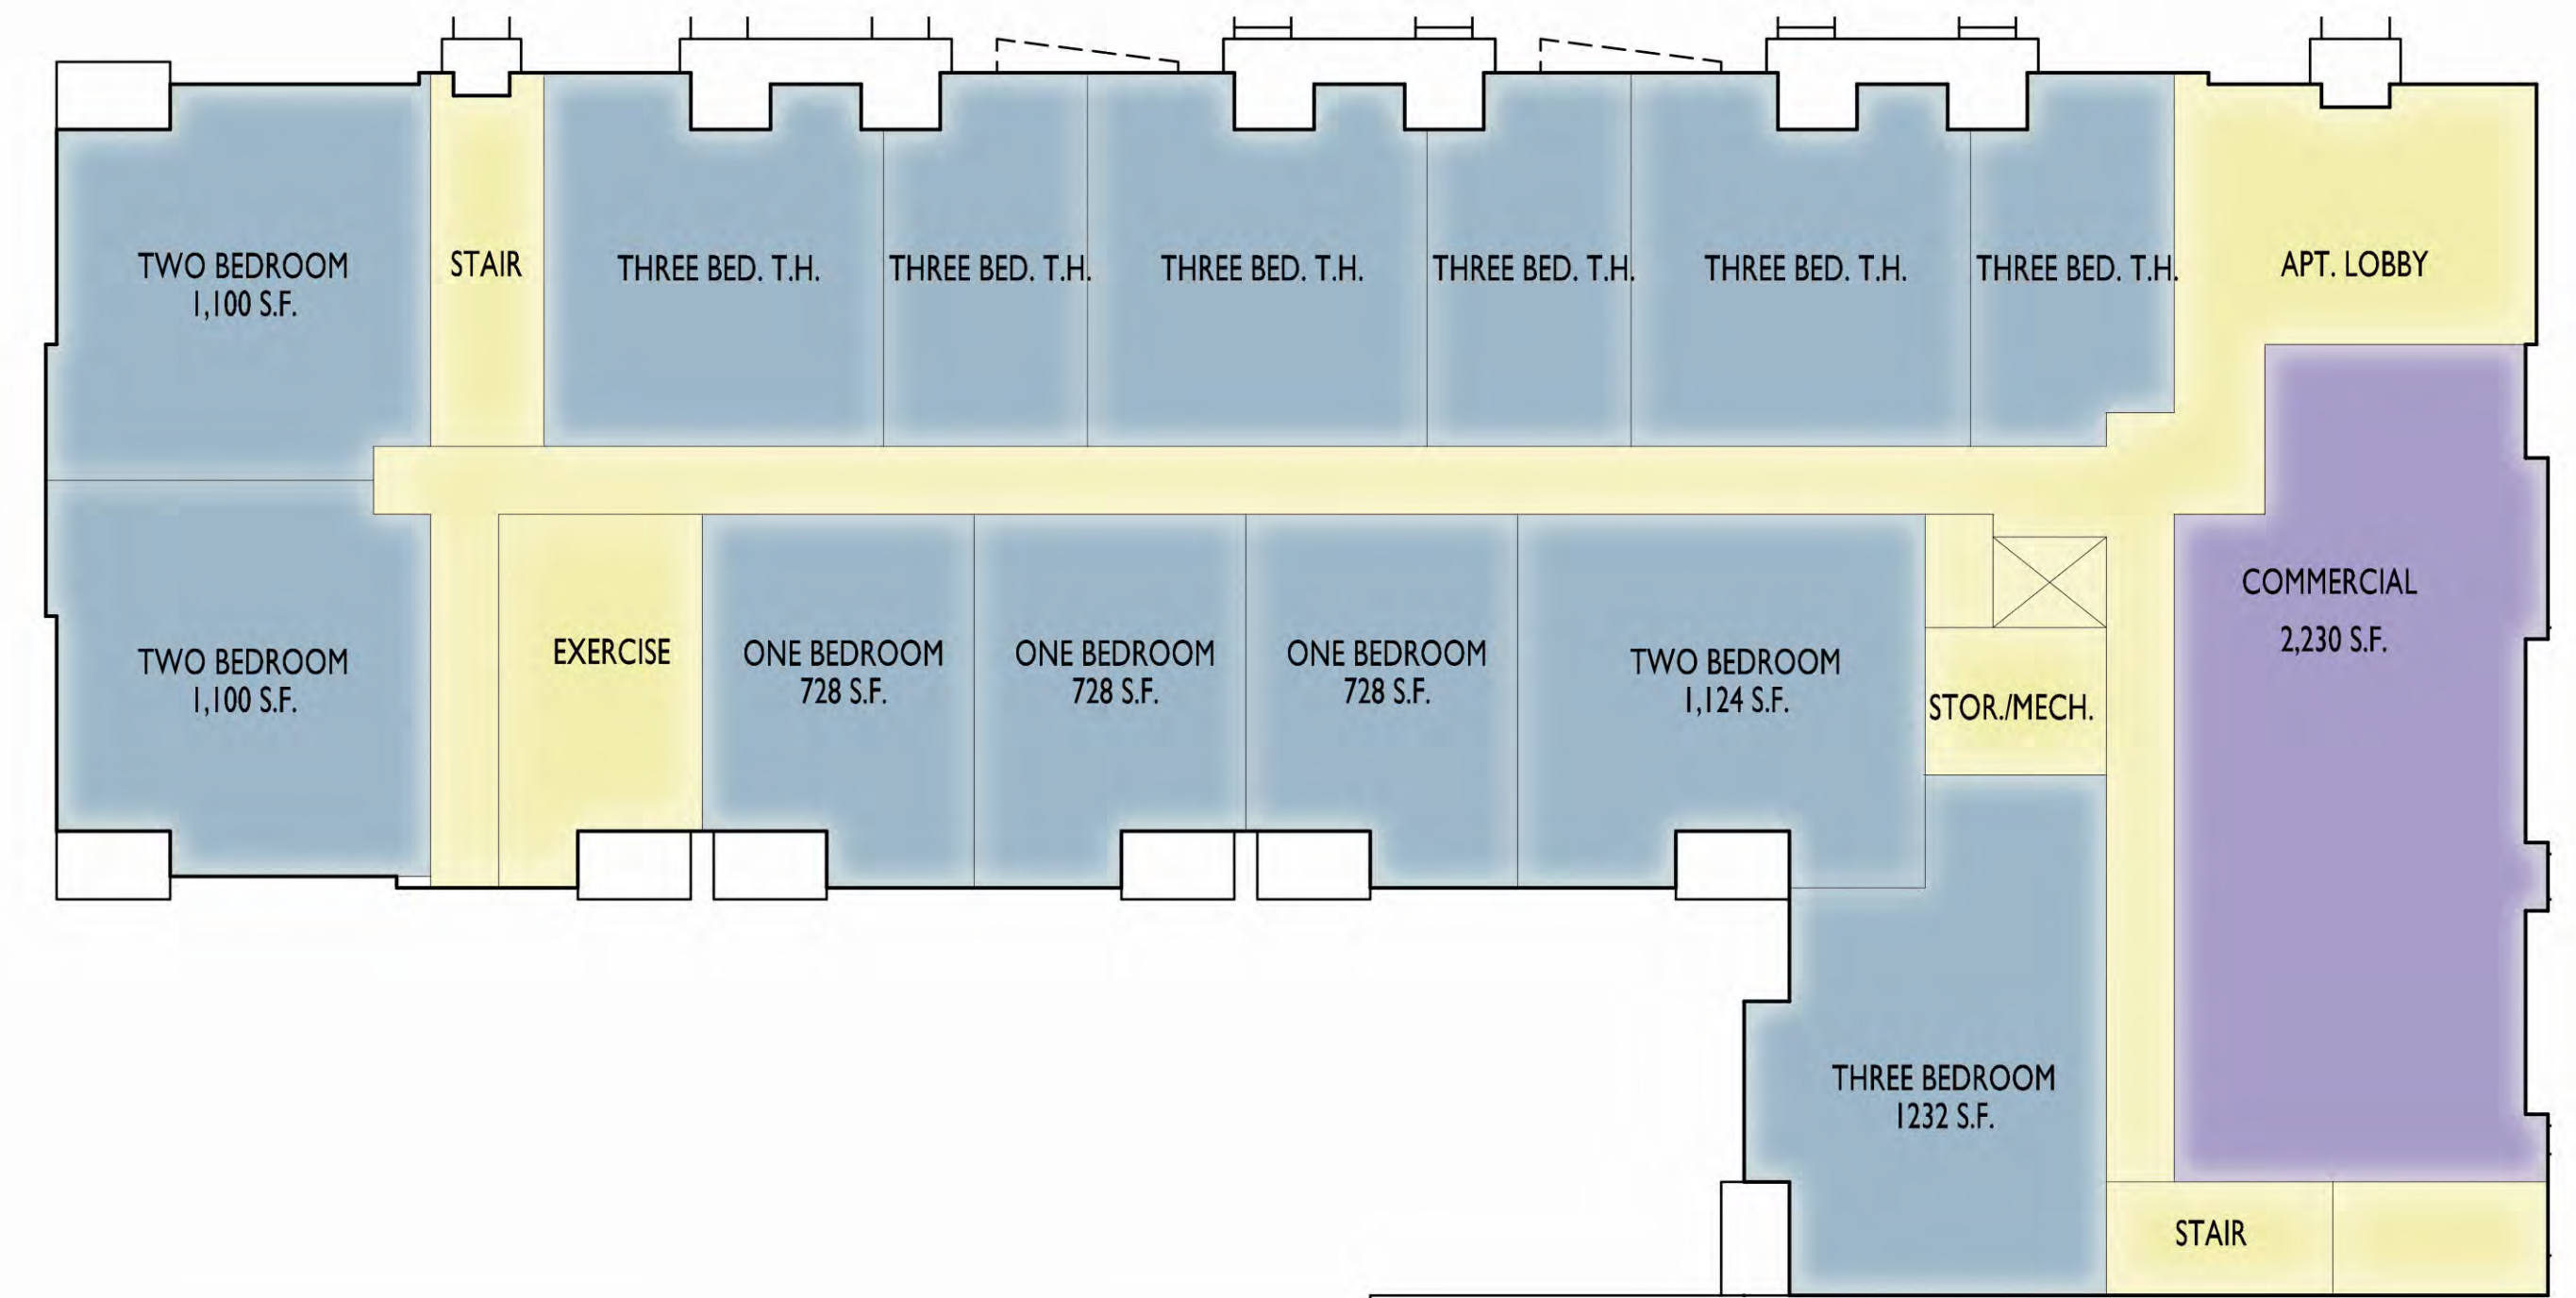 TWO BEDROOM
1,100 S.F.
STAIR
THREE BED. T.H.
THREE BED. T.H.
THREE BED. T.H.
THREE BED. T.H.
THREE BED. T.H.
THREE BED. T.H.
APT. LOBBY
TWO BEDROOM
1,100 S.F.
EXERCISE
ONE BEDROOM
728 S.F.
ONE BEDROOM
728 S.F.
ONE BEDROOM
728 S.F.
TWO BEDROOM
1,124 S.F.
STOR./MECH.
COMMERCIAL
2,230 S.F.
THREE BEDROOM
1232 S.F.
STAIR